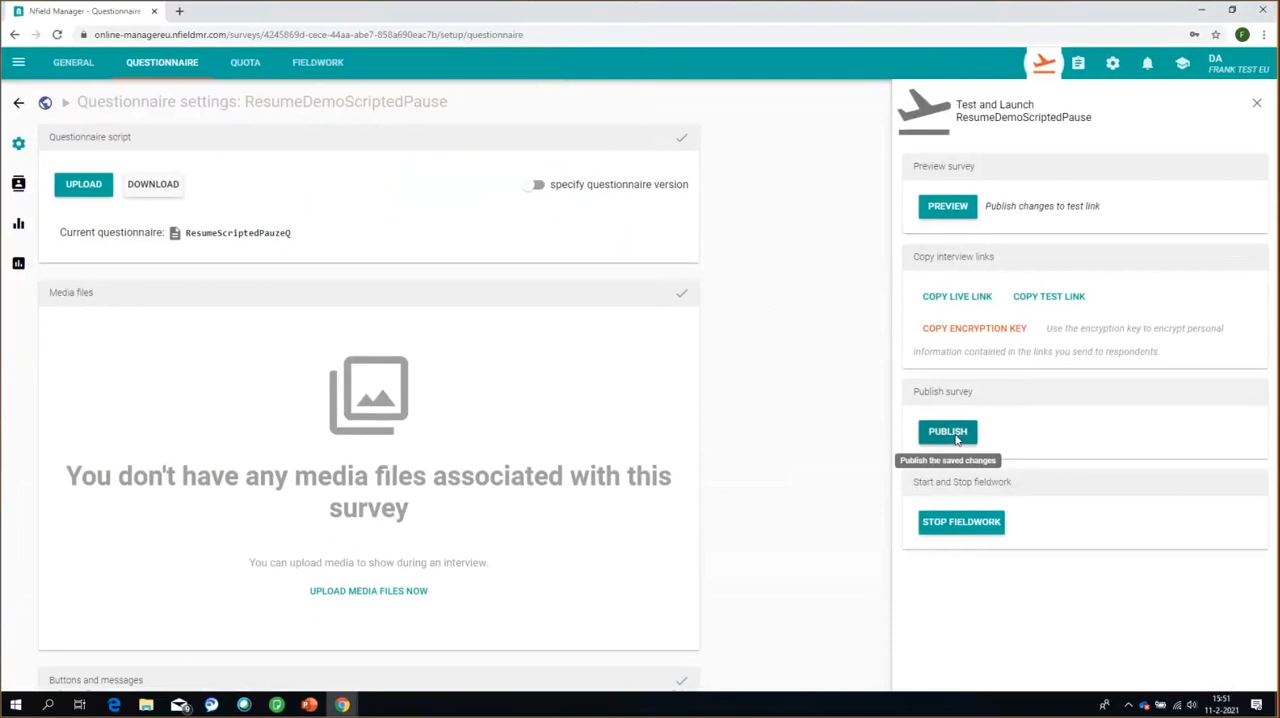 Nfield Manager - Questionnaire
online-managereu.nfieldmr.com/surveys/4245869d-cece-44aa-abe7-858a690eac7b/setup/questionnaire
F
GENERAL
QUESTIONNAIRE
QUOTA
FIELDWORK
DA
FRANK TEST EU
Questionnaire settings: ResumeDemoScriptedPause
Questionnaire script
UPLOAD
DOWNLOAD
specify questionnaire version
Current questionnaire: ResumeScriptedPauzeQ
Media files
You don't have any media files associated with this
survey
You can upload media to show during an interview.
UPLOAD MEDIA FILES NOW
Buttons and messages
Test and Launch
ResumeDemoScriptedPause
Preview survey
PREVIEW
Publish changes to test link
Copy interview links
COPY LIVE LINK
COPY TEST LINK
COPY ENCRYPTION KEY
Use the encryption key to encrypt personal
information contained in the links you send to respondents.
Publish survey
PUBLISH
Publish the saved changes
Start and Stop fieldwork
STOP FIELDWORK
15:51
11-2-2021